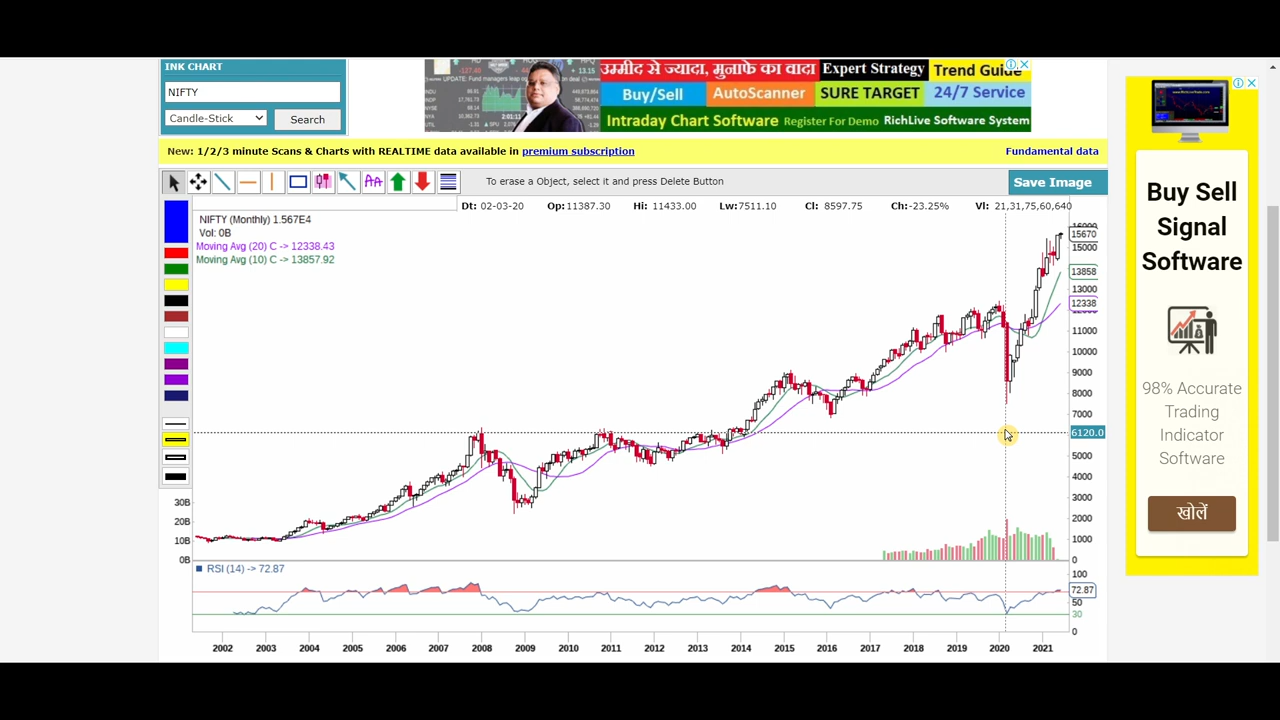 INK CHART
NIFTY
Candle-Stick
Search
UPDATE: Fund managers
उम्मीद से ज्यादा, मुनाफे का वादा Expert Strategy Trend Guide
Buy/Sell AutoScanner SURE TARGET 24/7 Service
Intraday Chart Software Register For Demo RichLive Software System
New: 1/2/3 minute Scans & Charts with REALTIME data available in premium subscription
Fundamental data
To erase a Object, select it and press Delete Button
Save Image
Dt: 02-03-20 Op:11387.30 Hi: 11433.00 Lw:7511.10 Cl: 8597.75 Ch:-23.25% Vl: 21,31,75,60,640
NIFTY (Monthly) 1.567E4
Vol: 0B
Moving Avg (20) C -> 12338.43
Moving Avg (10) C -> 13857.92
16000
15670
15000
13858
13000
12338
12000
11000
10000
9000
8000
7000
6120.0
5000
4000
3000
2000
1000
0
30B
20B
10B
0B
RSI (14) -> 72.87
100
72.87
50
30
0
2002 2003 2004 2005 2006 2007 2008 2009 2010 2011 2012 2013 2014 2015 2016 2017 2018 2019 2020 2021
Buy Sell
Signal
Software
98% Accurate
Trading
Indicator
Software
खोलें